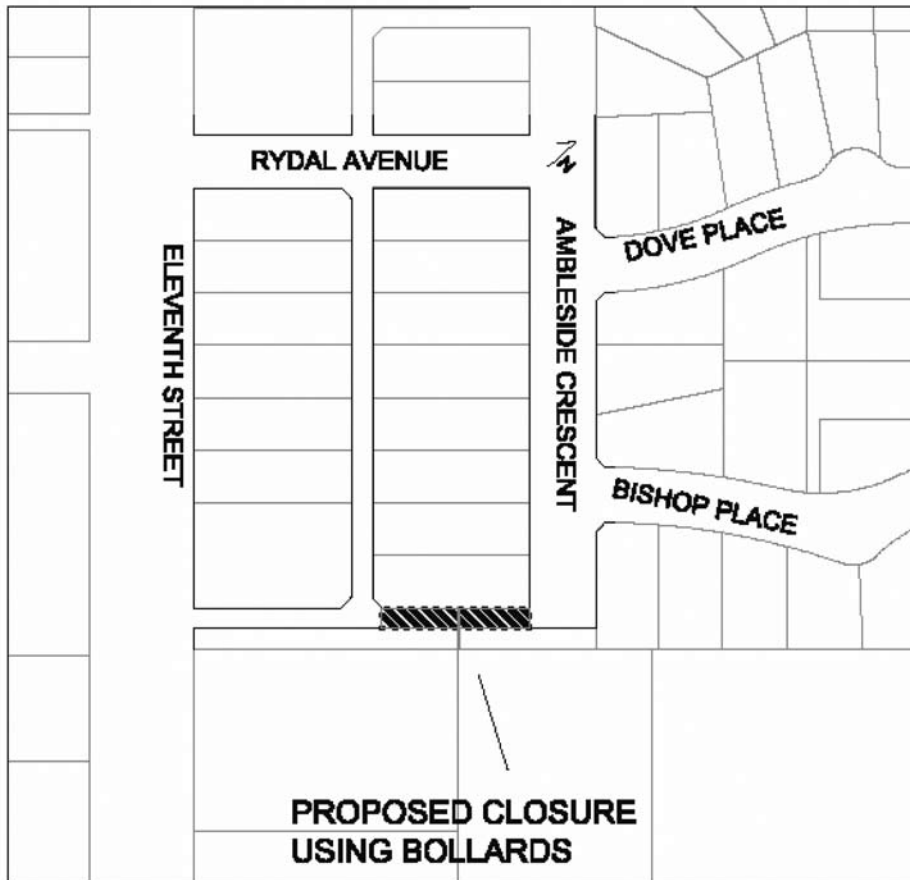 RYDAL AVENUE
N
DOVE PLACE
ELEVENTH STREET
AMBLESIDE CRESCENT
BISHOP PLACE
PROPOSED CLOSURE
USING BOLLARDS